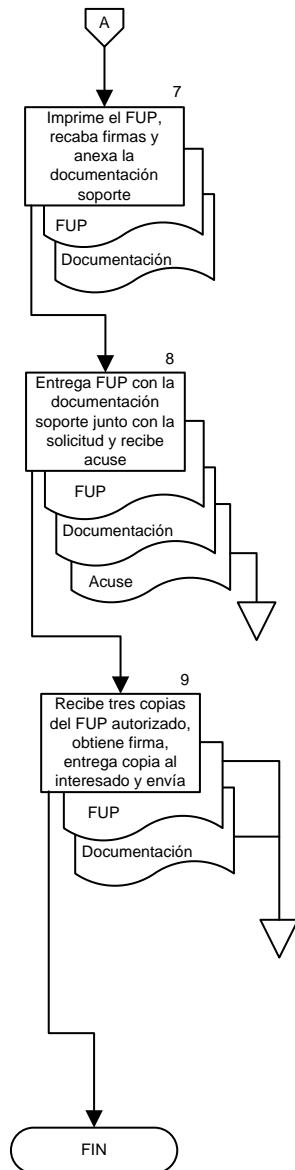 A
7
Imprime el FUP,
recaba firmas y
anexa la
documentación
soporte
FUP
Documentación
8
Entrega FUP con la
documentación
soporte junto con la
solicitud y recibe
acuse
FUP
Documentación
Acuse
9
Recibe tres copias
del FUP autorizado,
obtiene firma,
entrega copia al
interesado y envía
FUP
Documentación
FIN